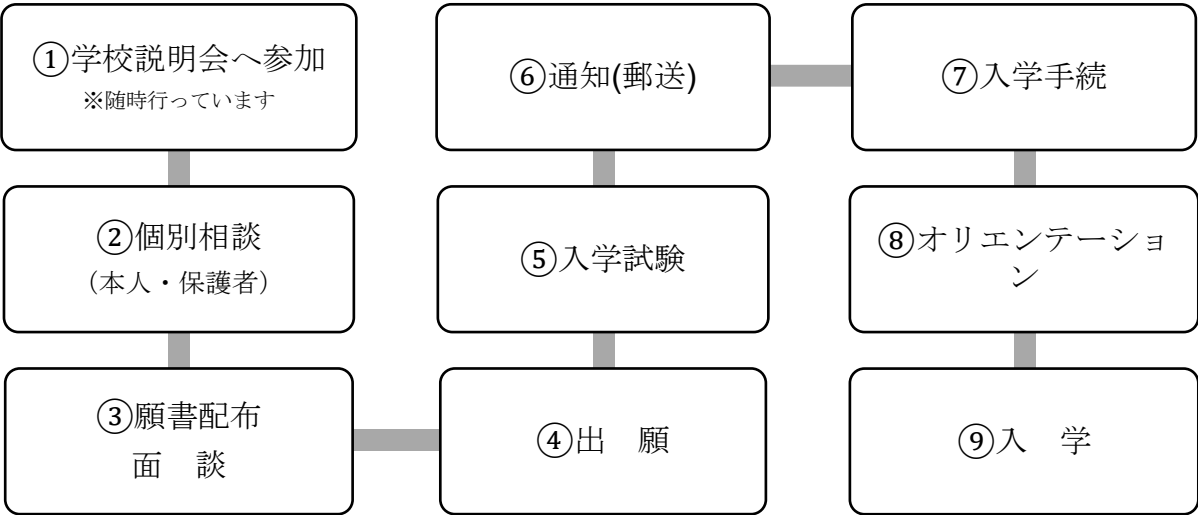 ①学校説明会へ参加
※随時行っています
②個別相談
（本人・保護者）
③願書配布
面　談
④出　願
⑤入学試験
⑥通知(郵送)
⑦入学手続
⑧オリエンテーショ
ン
⑨入　学